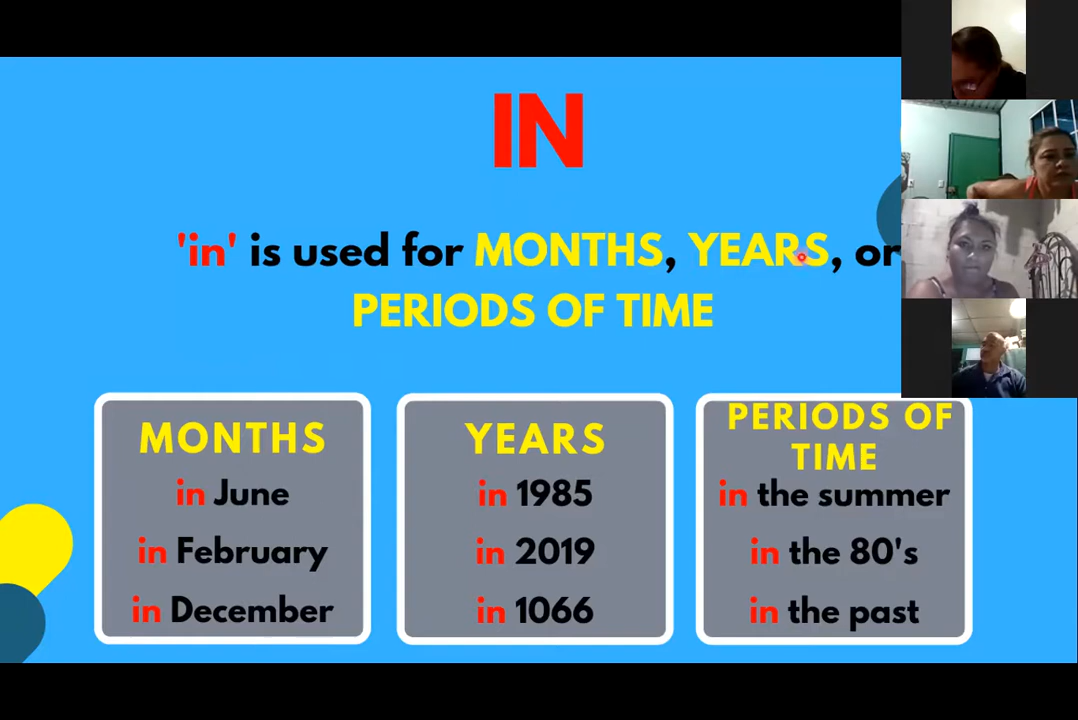 IN
'in' is used for MONTHS, YEARS, or
PERIODS OF TIME
MONTHS
in June
in February
in December
YEARS
in 1985
in 2019
in 1066
PERIODS OF
TIME
in the summer
in the 80's
in the past